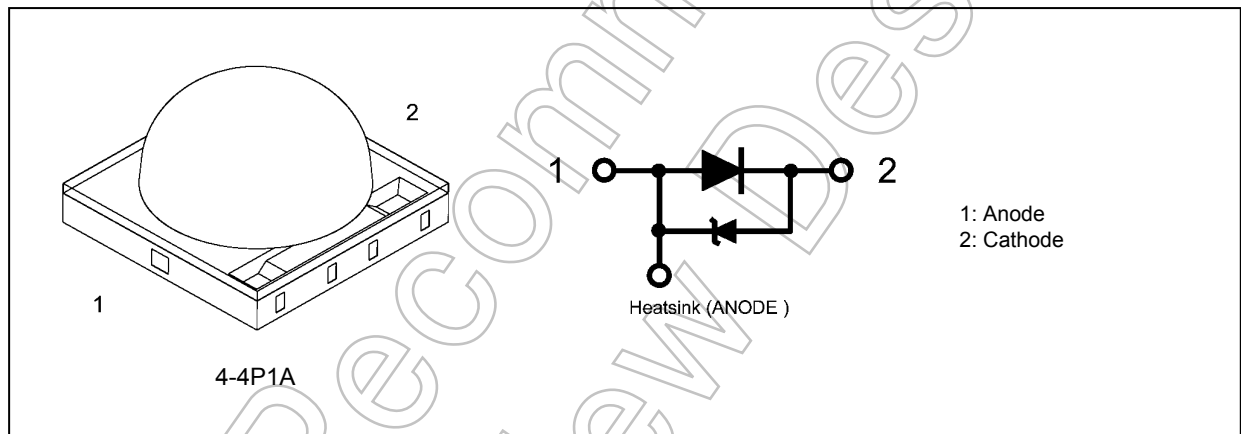 2
1
4-4P1A
1 2
Heatsink (ANODE )
1: Anode
2: Cathode